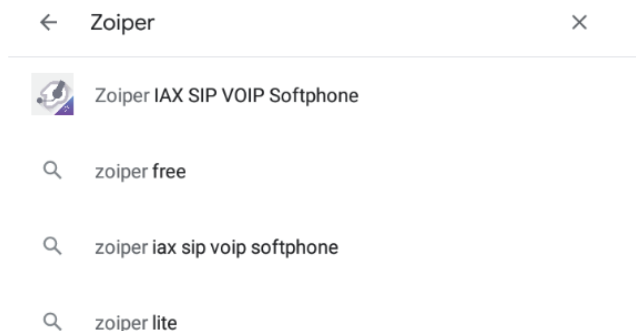 Zoiper
Zoiper IAX SIP VOIP Softphone
zoiper free
zoiper iax sip voip softphone
zoiper lite